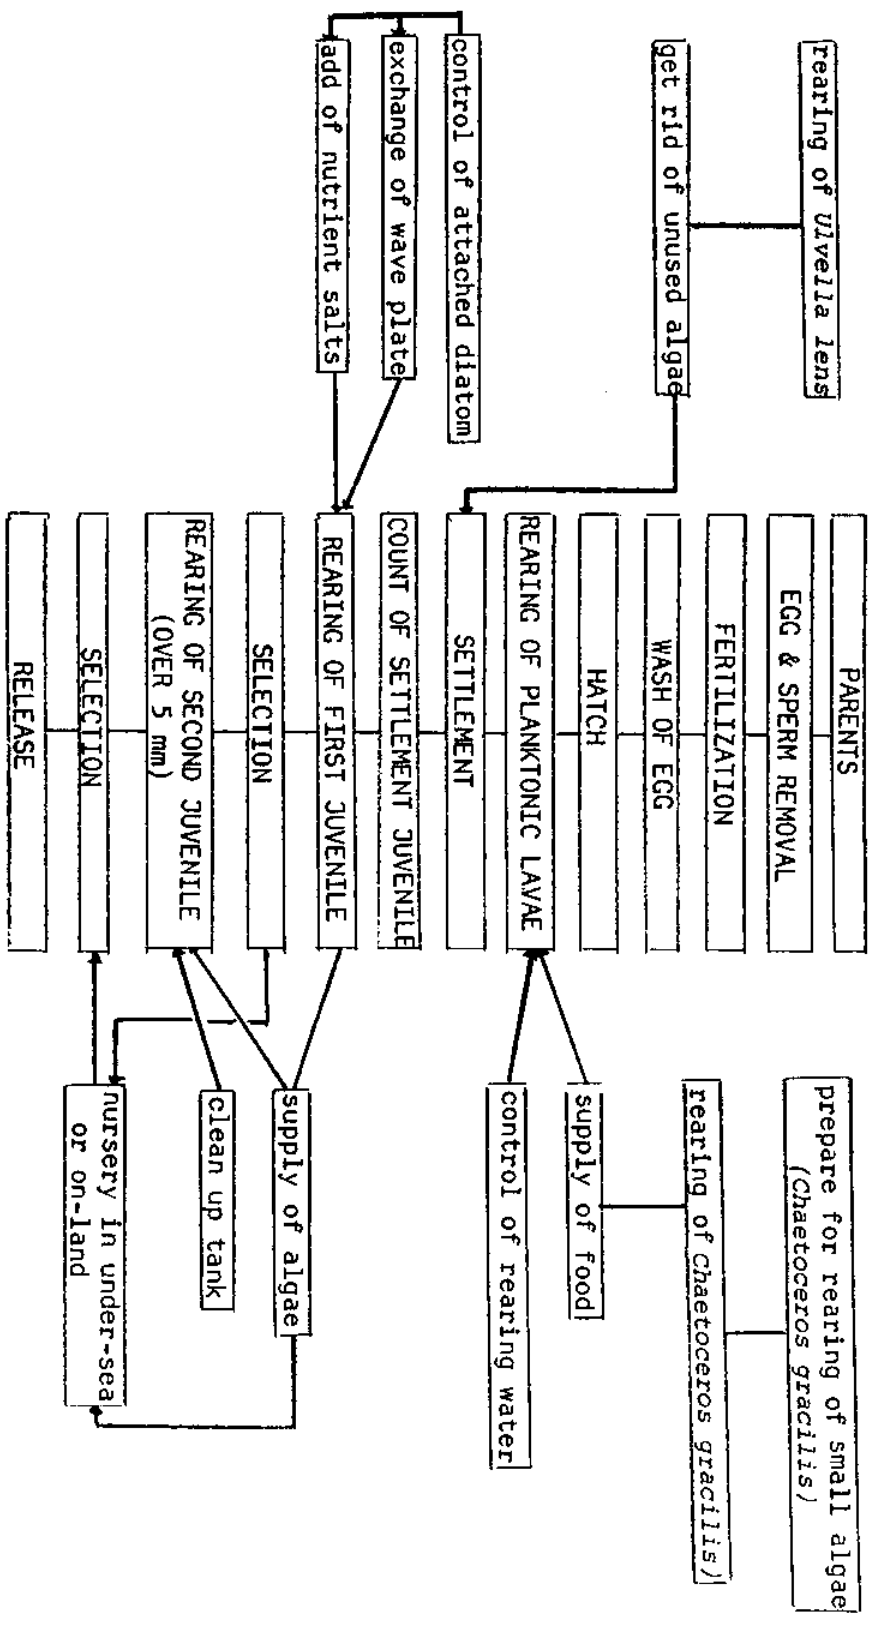 PARENTS
EGG & SPERM REMOVAL
FERTILIZATION
WASH OF EGG
HATCH
REARING OF PLANKTONIC LAVAE
SETTLEMENT
COUNT OF SETTLEMENT JUVENILE
REARING OF FIRST JUVENILE
SELECTION
REARING OF SECOND JUVENILE
(OVER 5 mm)
SELECTION
RELEASE
rearing of Ulvella lens
get rid of unused algae
control of attached diatom
exchange of wave plate
add of nutrient salts
prepare for rearing of small algae
(Chaetoceros gracilis)
rearing of Chaetoceros gracilis)
supply of food
control of rearing water
supply of algae
clean up tank
nursery in under-sea
or on-land